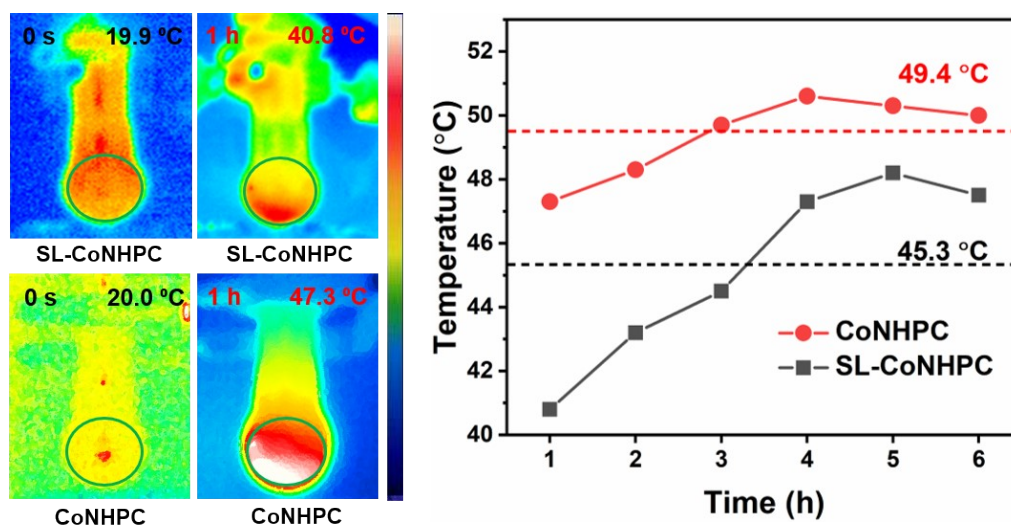 0 s 19.9 ºC
1 h 40.8 ºC
SL-CoNHPC
SL-CoNHPC
0 s 20.0 ºC
1 h 47.3 ºC
CoNHPC
CoNHPC
Temperature (°C)
52
50
48
46
44
42
40
49.4 °C
45.3 °C
CoNHPC
SL-CoNHPC
1 2 3 4 5 6
Time (h)